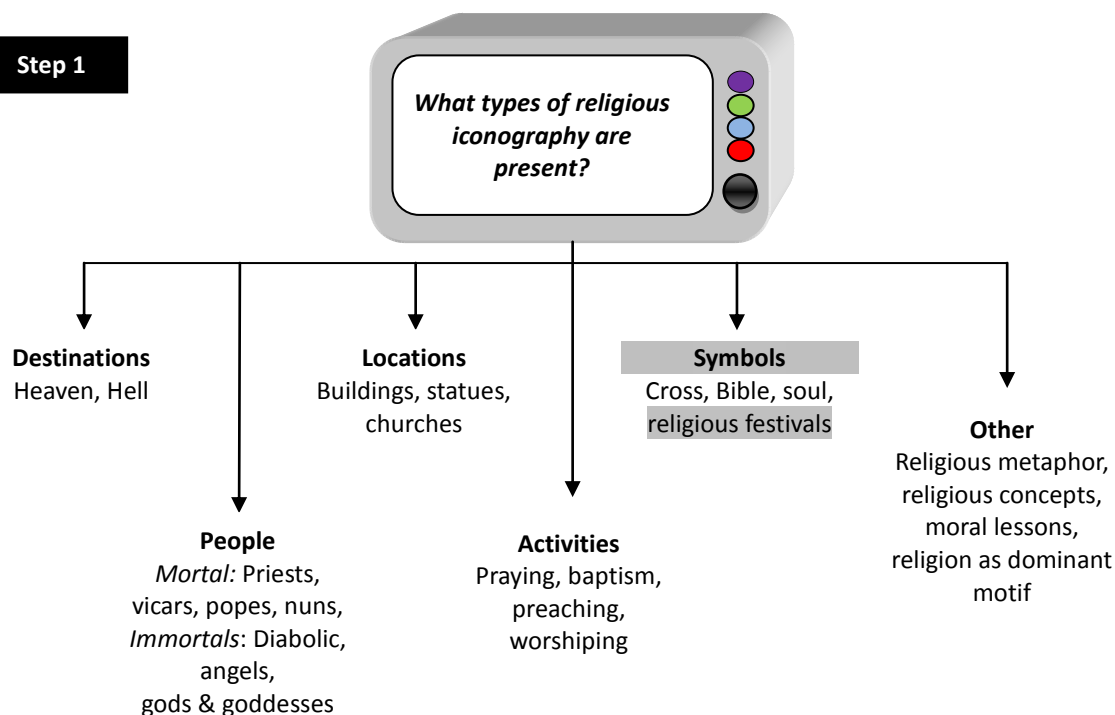 Step 1
What types of religious
iconography are
present?
Destinations
Heaven, Hell
Locations
Buildings, statues,
churches
Symbols
Cross, Bible, soul,
religious festivals
Other
Religious metaphor,
religious concepts,
moral lessons,
religion as dominant
motif
People
Mortal: Priests,
vicars, popes, nuns,
Immortals: Diabolic,
angels,
gods & goddesses
Activities
Praying, baptism,
preaching,
worshiping